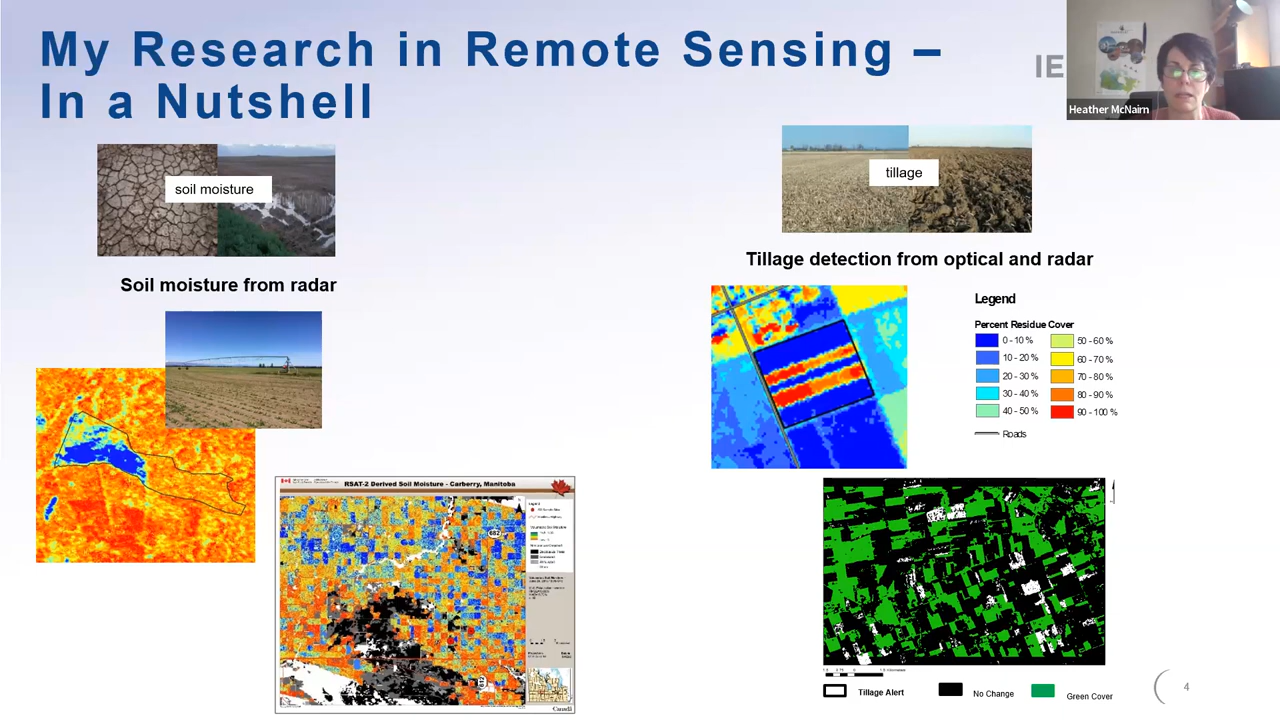 My Research in Remote Sensing –
In a Nutshell
IE
Heather McNairn
soil moisture
Soil moisture from radar
RSAT-2 Derived Soil Moisture - Carberry, Manitoba
Legend
Canada
tillage
Tillage detection from optical and radar
Legend
Percent Residue Cover
0 - 10 % 50 - 60 %
10 - 20 % 60 - 70 %
20 - 30 % 70 - 80 %
30 - 40 % 80 - 90 %
40 - 50 % 90 - 100 %
Roads
Tillage Alert No Change Green Cover
4